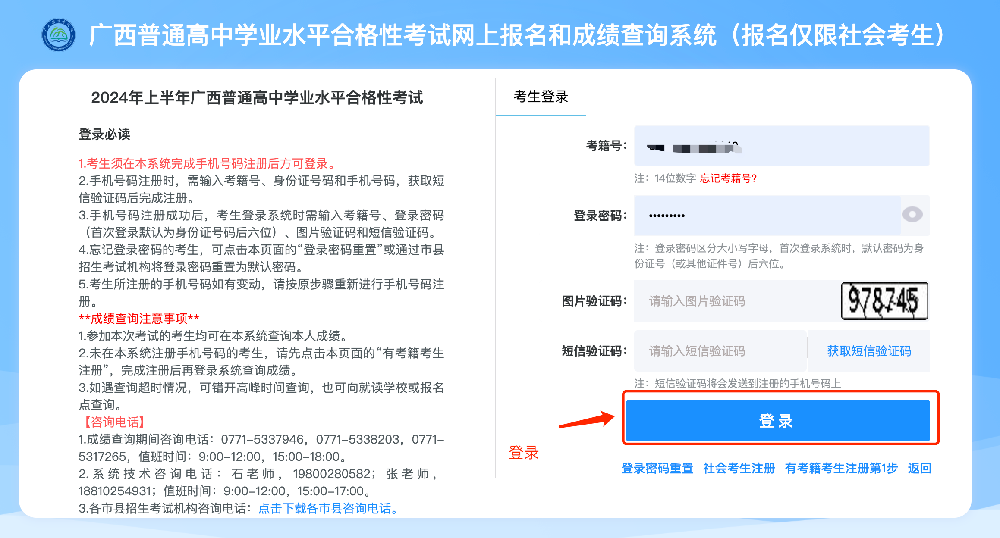 广西普通高中学业水平合格性考试网上报名和成绩查询系统（报名仅限社会考生）
2024年上半年广西普通高中学业水平合格性考试
登录必读
1.考生须在本系统完成手机号码注册后方可登录。
2.手机号码注册时，需输入考籍号、身份证号码和手机号码，获取短
信验证码后完成注册。
3.手机号码注册成功后，考生登录系统时需输入考籍号、登录密码
（首次登录默认为身份证号码后六位）、图片验证码和短信验证码。
4.忘记登录密码的考生，可点击本页面的“登录密码重置”或通过市县
招生考试机构将登录密码重置为默认密码。
5.考生所注册的手机号码如有变动，请按原步骤重新进行手机号码注
册。
**成绩查询注意事项**
1.参加本次考试的考生均可在本系统查询本人成绩。
2.未在本系统注册手机号码的考生，请先点击本页面的“有考籍考生
注册”，完成注册后再登录系统查询成绩。
3.如遇查询超时情况，可错开高峰时间查询，也可向就读学校或报名
点查询。
【咨询电话】
1.成绩查询期间咨询电话：0771-5337946，0771-5338203，0771-
5317265，值班时间：9:00-12:00，15:00-18:00。
2.系统技术咨询电话：石老师，19800280582；张老师，
18810254931；值班时间：9:00-12:00，15:00-17:00。
3.各市县招生考试机构咨询电话：点击下载各市县咨询电话。
考生登录
考籍号：
注：14位数字 忘记考籍号?
登录密码：
注：登录密码区分大小写字母，首次登录系统时，默认密码为身
份证号（或其他证件号）后六位。
图片验证码：
请输入图片验证码
978745
短信验证码：
请输入短信验证码
获取短信验证码
注：短信验证码将会发送到注册的手机号码上
登 录
登录
登录密码重置 社会考生注册 有考籍考生注册第1步 返回